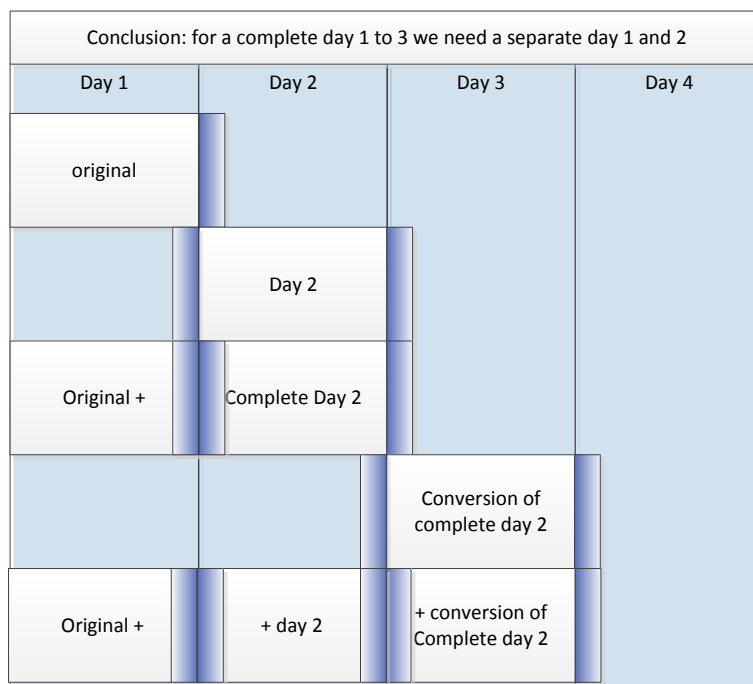 Conclusion: for a complete day 1 to 3 we need a separate day 1 and 2
Day 1
Day 2
Day 3
Day 4
original
Day 2
Original +
Complete Day 2
Conversion of
complete day 2
Original +
+ day 2
+ conversion of
Complete day 2